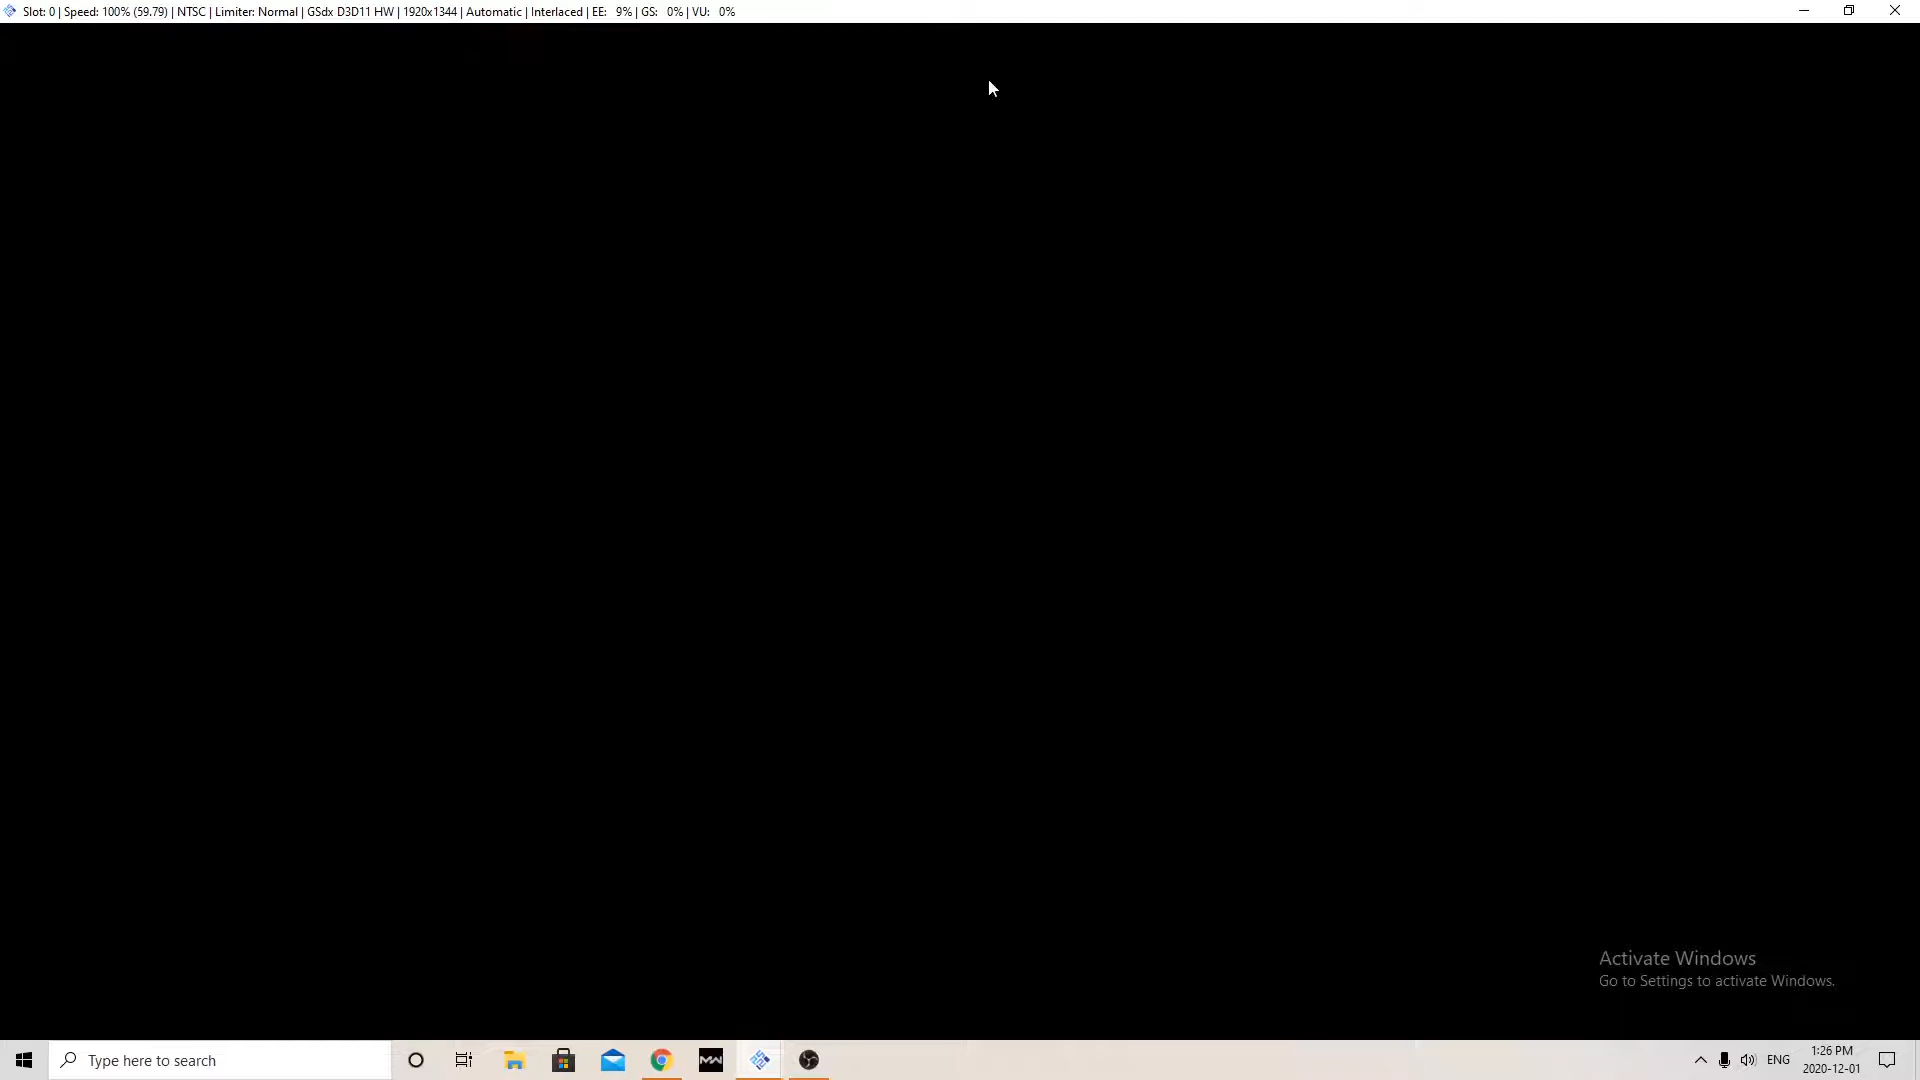 Slot: 0 | Speed: 100% (59.79) | NTSC | Limiter: Normal | GSdx D3D11 HW | 1920x1344 | Automatic | Interlaced | EE: 9% | GS: 0% | VU: 0%
Activate Windows
Go to Settings to activate Windows.
Type here to search
MW
ENG
1:26 PM
2020-12-01